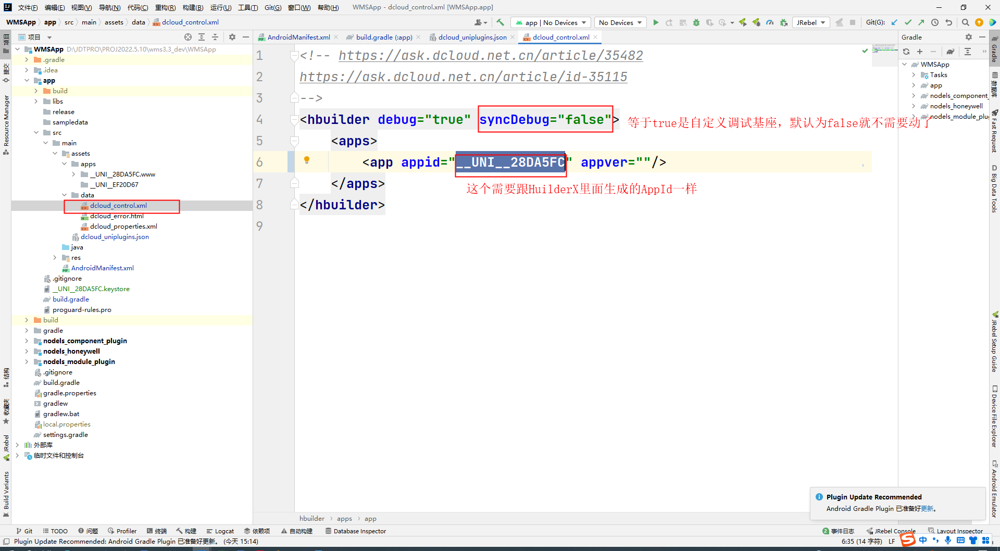 文件(F) 编辑(E) 视图(V) 导航(N) 代码(C) 重构(R) 构建(B) 运行(U) 工具(T) Git(G) 窗口(W) 帮助(H) WMSApp - dcloud_control.xml [WMSApp.app]
WMSApp app src main assets data dcloud_control.xml app | No Devices No Devices JRebel Git(G):
项目
AndroidManifest.xml build.gradle (:app) dcloud_uniplugins.json dcloud_control.xml
Gradle
WMSApp D:\JDTPRO\PROJ2022.5.10\wms3.3_dev\WMSApp
.gradle
.idea
app
build
libs
release
sampledata
src
main
assets
apps
__UNI__28DA5FC.www
__UNI__EF20D67
data
dcloud_control.xml
dcloud_error.html
dcloud_properties.xml
dcloud_uniplugins.json
java
res
AndroidManifest.xml
.gitignore
__UNI__28DA5FC.keystore
build.gradle
proguard-rules.pro
build
gradle
nodels_component_plugin
nodels_honeywell
nodels_module_plugin
.gitignore
build.gradle
gradle.properties
gradlew
gradlew.bat
local.properties
settings.gradle
外部库
临时文件和控制台
1 <!-- https://ask.dcloud.net.cn/article/35482
2 https://ask.dcloud.net.cn/article/id-35115
3 -->
4 <hbuilder debug="true" syncDebug="false">
等于true是自定义调试基座，默认为false就不需要动了
5 <apps>
6 <app appid="__UNI__28DA5FC" appver=""/>
这个需要跟HuilderX里面生成的AppId一样
7 </apps>
8 </hbuilder>
9
hbuilder apps app
WMSApp
Tasks
app
nodels_component_
nodels_honeywell
nodels_module_plug
项目
提交
Resource Manager
结构
收藏夹
JRebel
Build Variants
Gradle
数据库
Fast Request
D Big Data Tools
JRebel Setup Guide
Device File Explorer
Android Emulator
Plugin Update Recommended
Android Gradle Plugin 已准备好更新。
Git TODO 问题 Profiler 终端 构建 Logcat 依赖项 自动构建 Database Inspector
2 事件日志 JRebel Console Layout Inspector
Plugin Update Recommended: Android Gradle Plugin 已准备好更新。 (今天 15:14)
6:35 (14 字符) LF
中